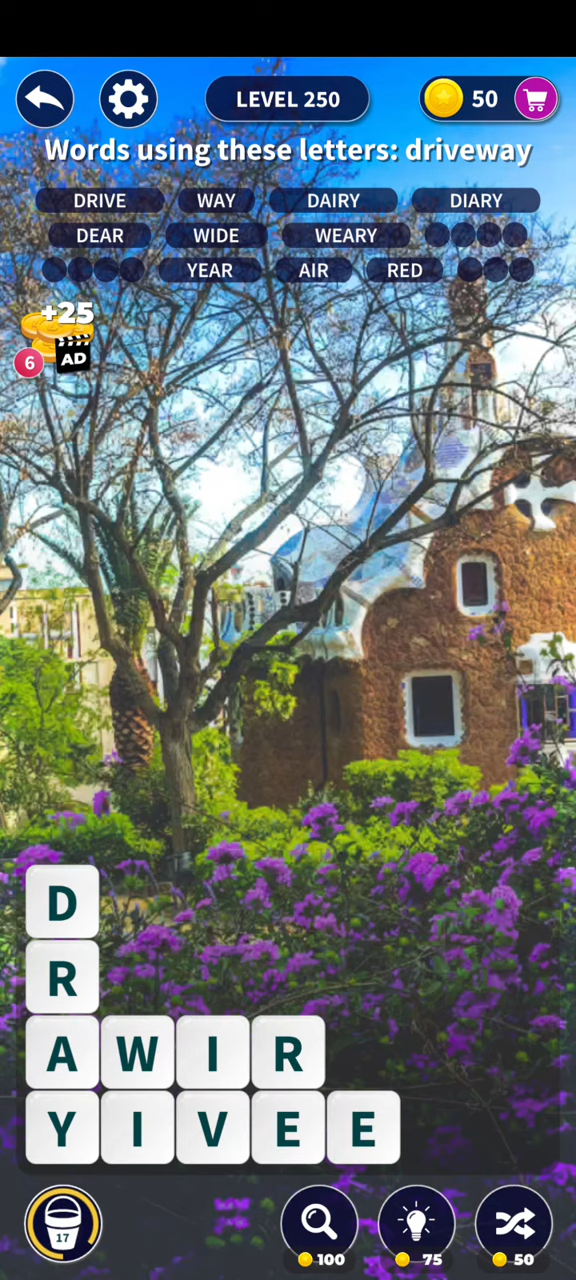 LEVEL 250
50
Words using these letters: driveway
DRIVE WAY DAIRY DIARY
DEAR WIDE WEARY
YEAR AIR RED
+25
6 AD
D
R
A W I R
Y I V E E
17
100 75 50